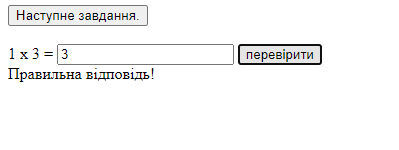 Наступне завдання.
1 x 3 = 3 перевірити
Правильна відповідь!